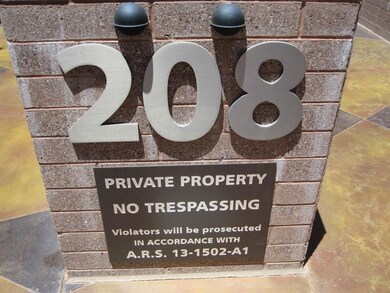 208
PRIVATE PROPERTY
NO TRESPASSING
Violators will be prosecuted
IN ACCORDANCE WITH
A.R.S. 13-1502-A1